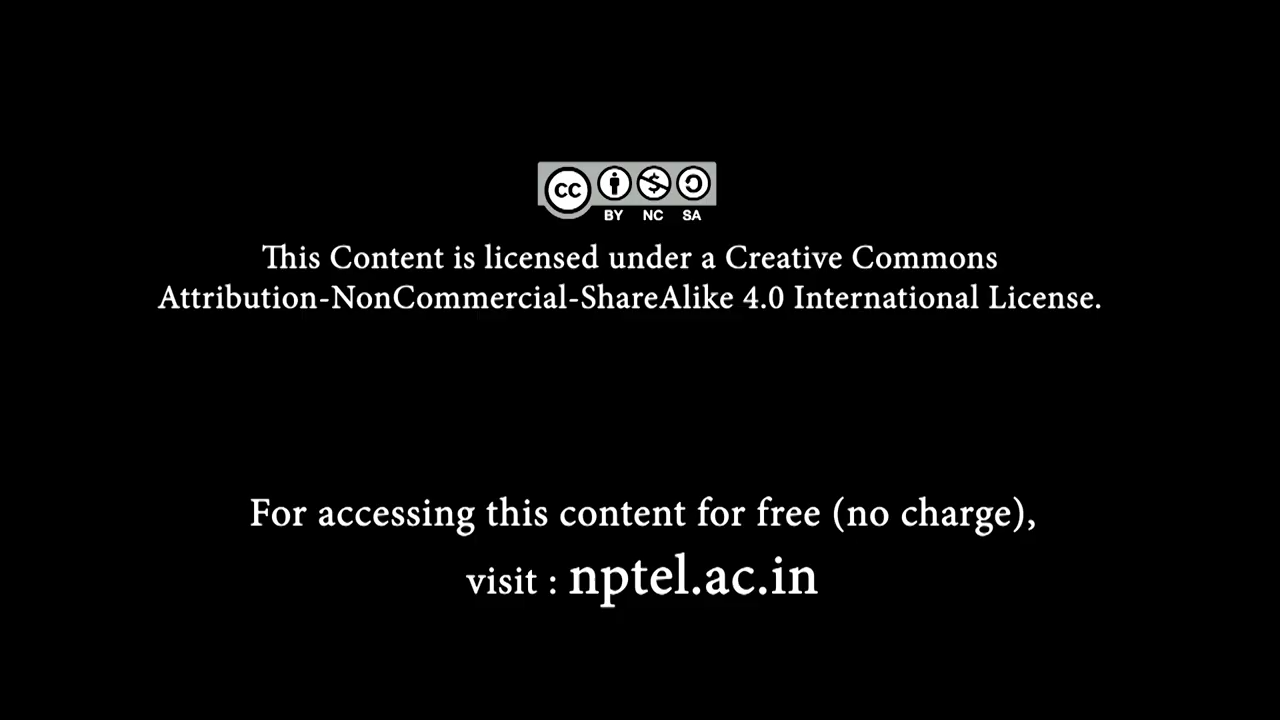 cc
BY NC SA
This Content is licensed under a Creative Commons
Attribution-NonCommercial-ShareAlike 4.0 International License.
For accessing this content for free (no charge),
visit : nptel.ac.in